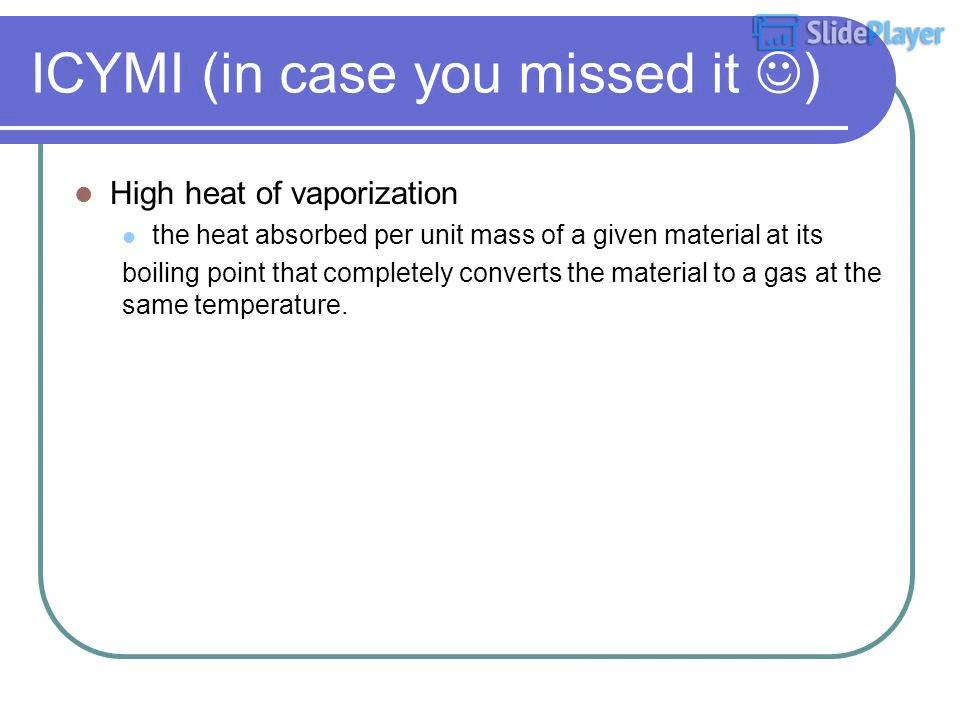 SlidePlayer
ICYMI (in case you missed it ☺)
High heat of vaporization
the heat absorbed per unit mass of a given material at its
boiling point that completely converts the material to a gas at the
same temperature.